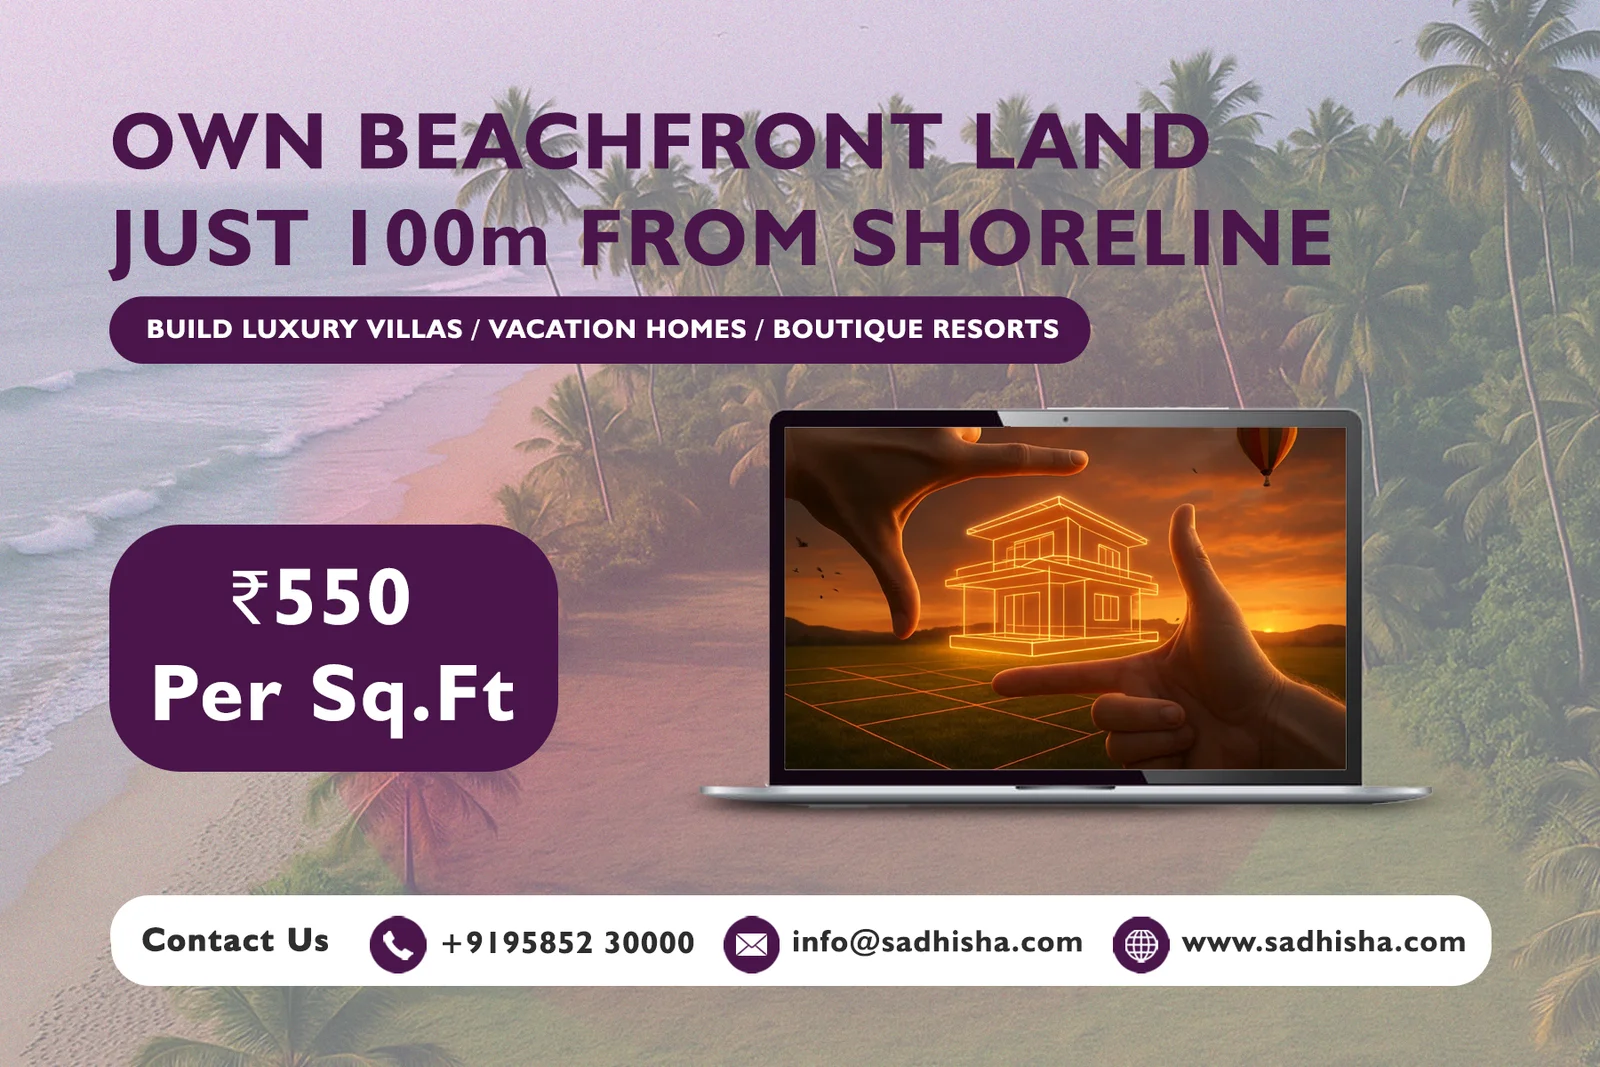 OWN BEACHFRONT LAND
JUST 100m FROM SHORELINE
BUILD LUXURY VILLAS / VACATION HOMES / BOUTIQUE RESORTS
₹550
Per Sq.Ft
Contact Us +9195852 30000 info@sadhisha.com www.sadhisha.com